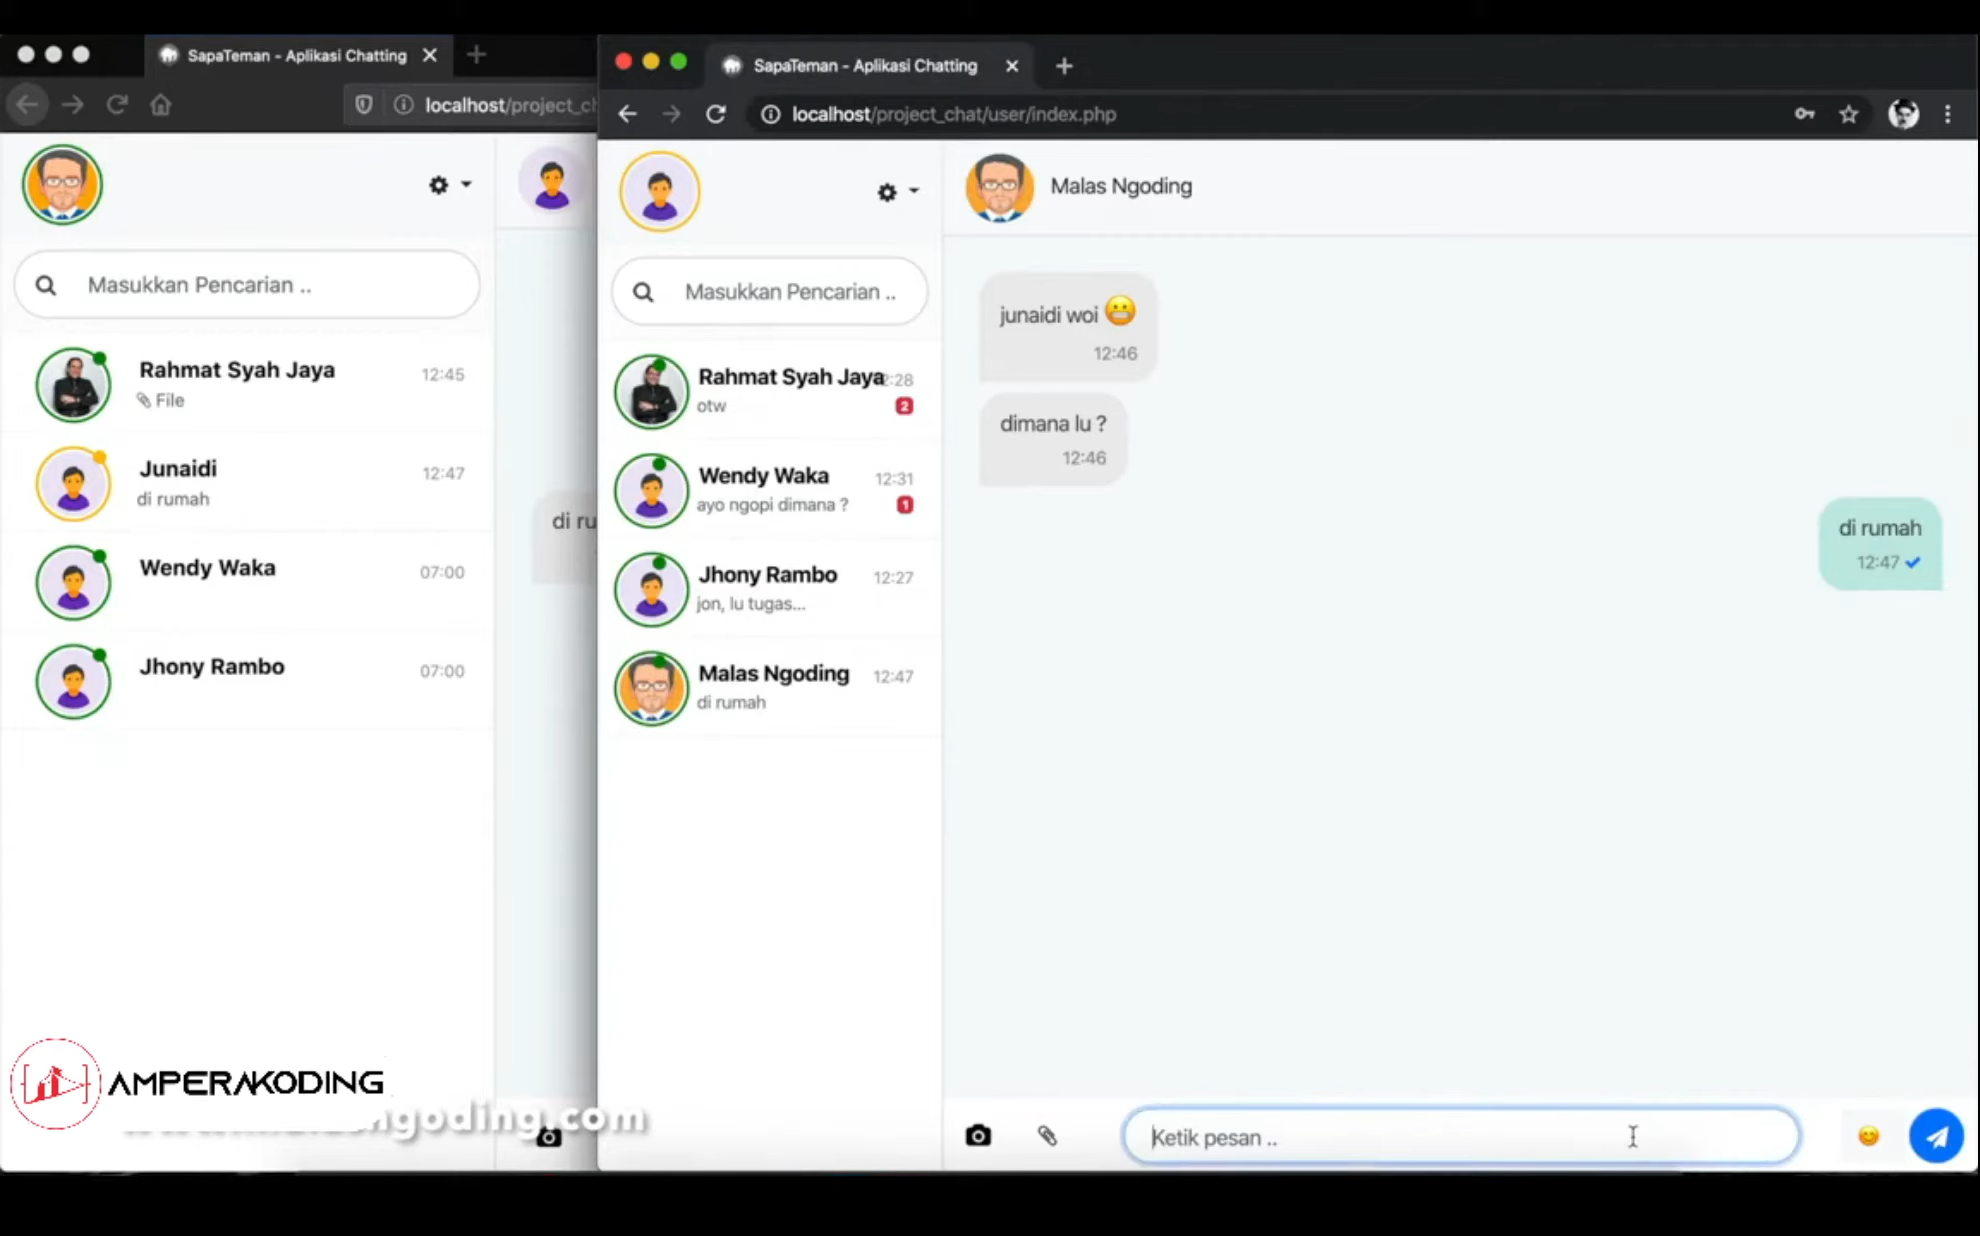 SapaTeman - Aplikasi Chatting
localhost/project_ch
Masukkan Pencarian ..
Rahmat Syah Jaya
12:45
File
Junaidi
12:47
di rumah
Wendy Waka
07:00
Jhony Rambo
07:00
di ru
AMPERAKODING
ngoding.com
SapaTeman - Aplikasi Chatting
localhost/project_chat/user/index.php
Masukkan Pencarian ..
Rahmat Syah Jaya
:28
otw
2
Wendy Waka
12:31
ayo ngopi dimana ?
1
Jhony Rambo
12:27
jon, lu tugas...
Malas Ngoding
12:47
di rumah
Malas Ngoding
junaidi woi 😬
12:46
dimana lu ?
12:46
di rumah
12:47
Ketik pesan ..